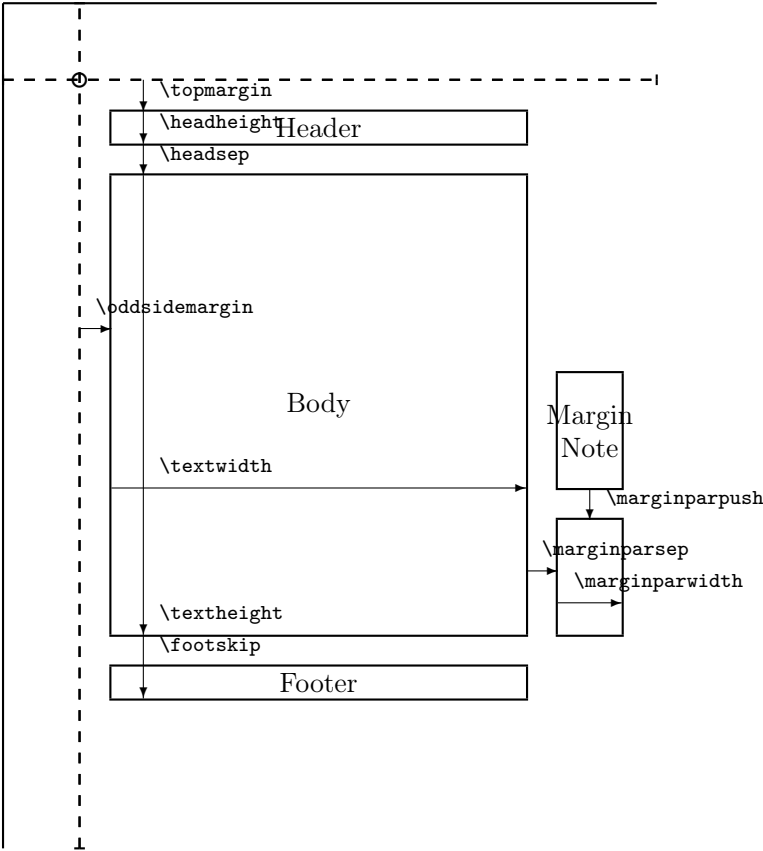 \topmargin
\headheight
Header
\headsep
\oddsidemargin
Body
Margin
Note
\textwidth
\marginparpush
\marginparsep
\marginparwidth
\textheight
\footskip
Footer